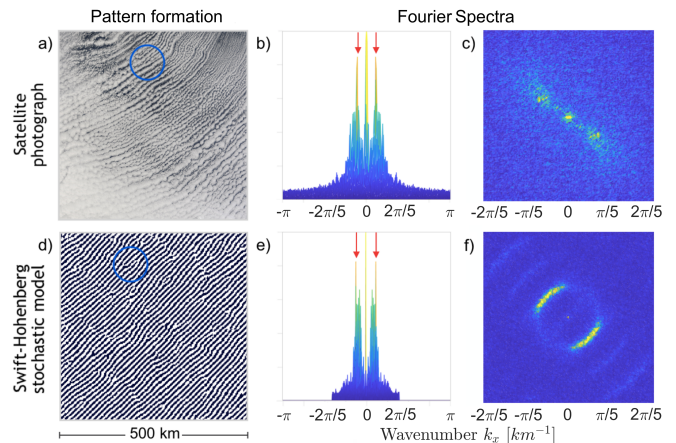 Pattern formation
Fourier Spectra
Satellite
photograph
a)
b)
c)
-π
-2π/5
0
2π/5
π
-2π/5
-π/5
0
π/5
2π/5
Swift-Hohenberg
stochastic model
d)
e)
f)
-π
-2π/5
0
2π/5
π
-2π/5
-π/5
0
π/5
2π/5
500 km
Wavenumber kₓ [km⁻¹]